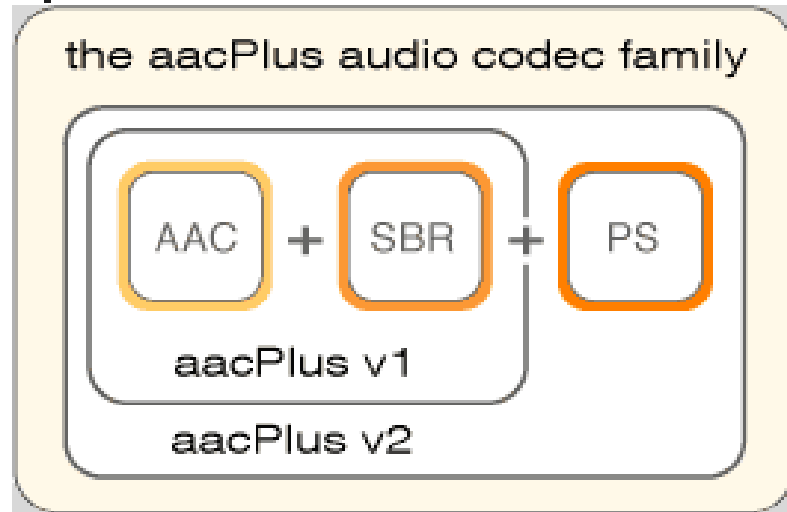 the aacPlus audio codec family
AAC + SBR + PS
aacPlus v1
aacPlus v2